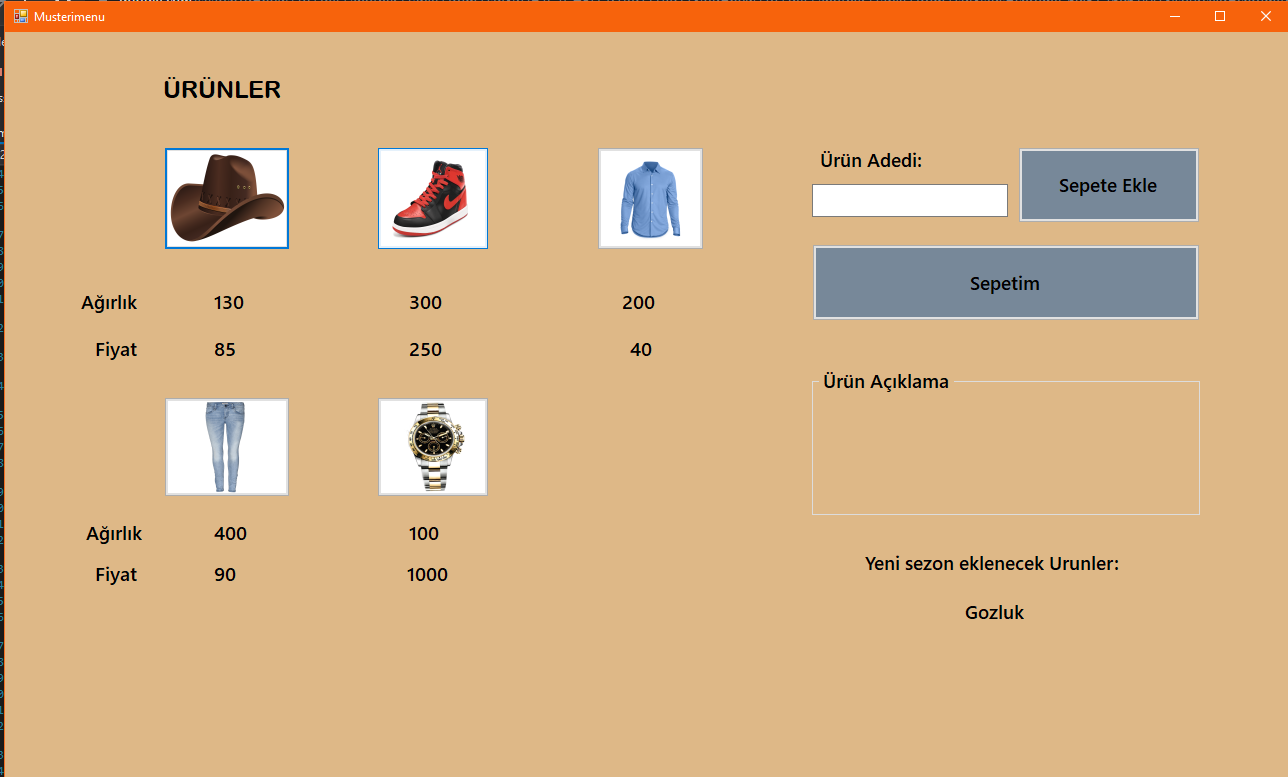 Musterimenu
ÜRÜNLER
Ürün Adedi:
Sepete Ekle
Sepetim
Ağırlık 130 300 200
Fiyat 85 250 40
Ürün Açıklama
Ağırlık 400 100
Fiyat 90 1000
Yeni sezon eklenecek Urunler:
Gozluk